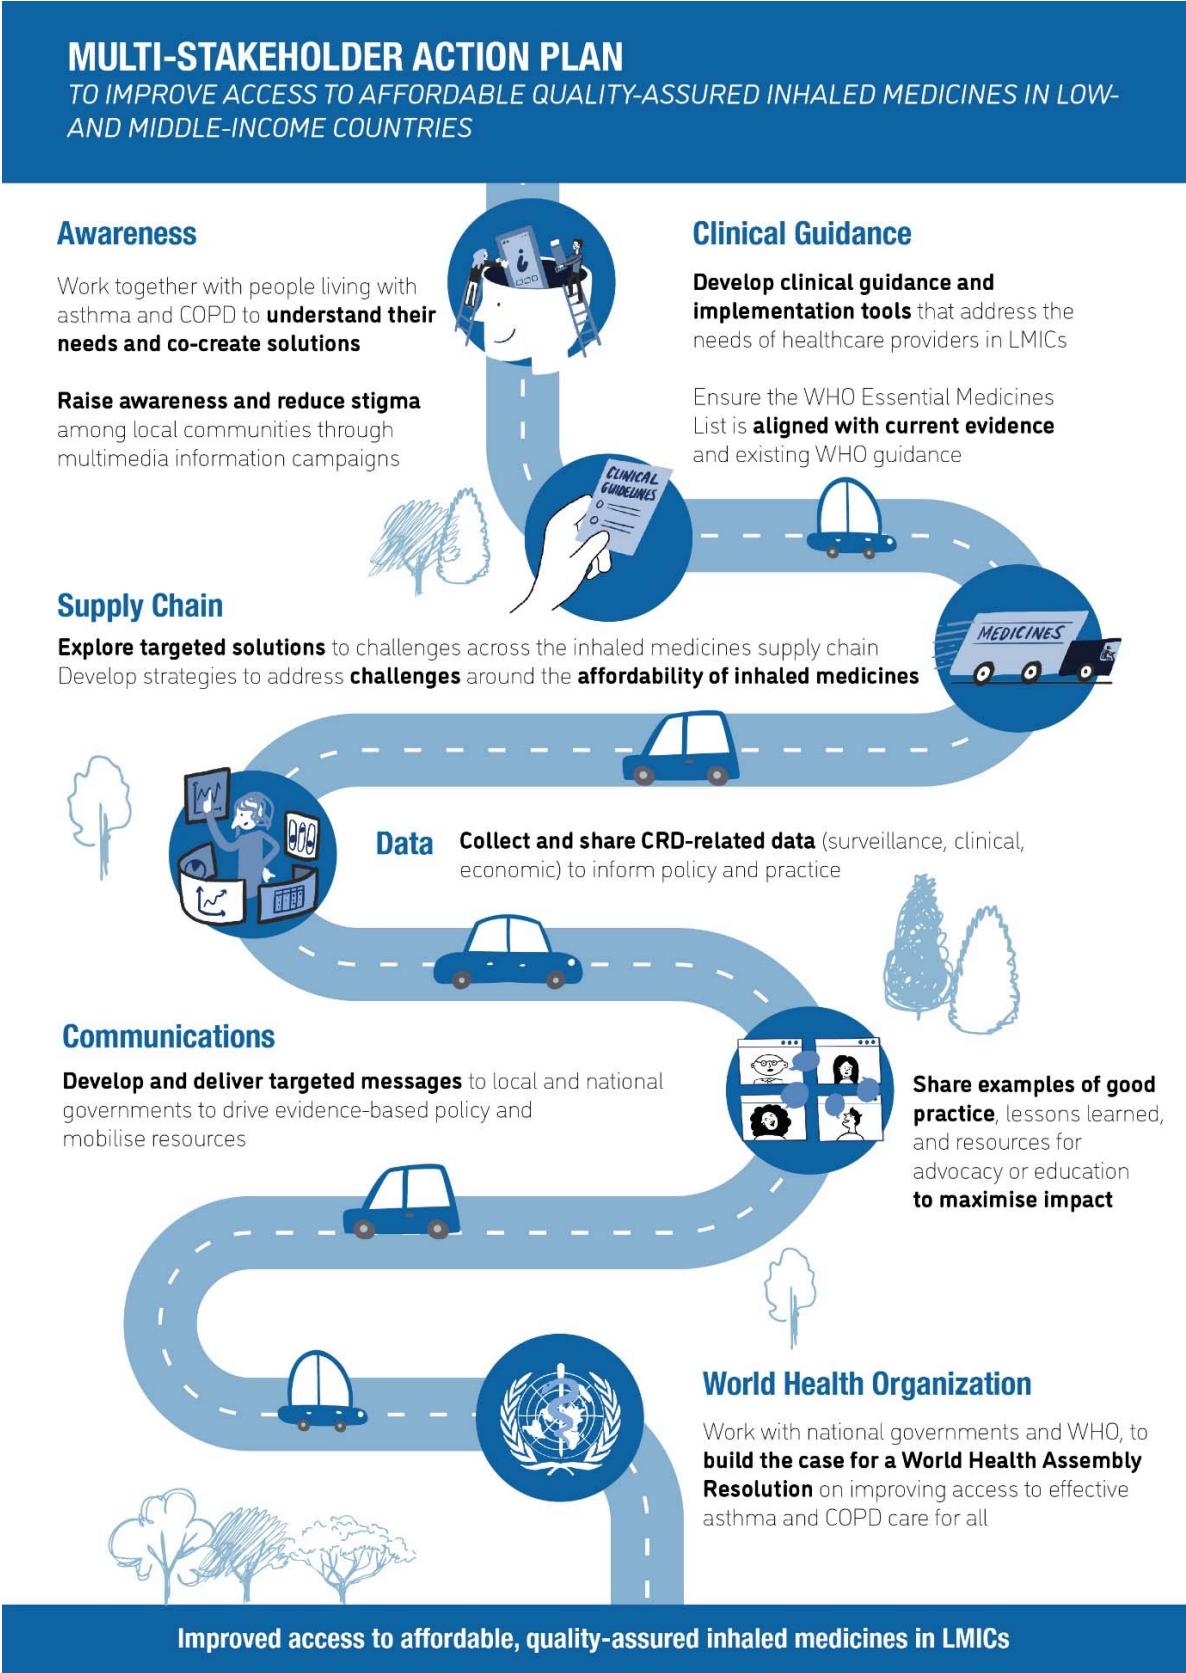 MULTI-STAKEHOLDER ACTION PLAN
TO IMPROVE ACCESS TO AFFORDABLE QUALITY-ASSURED INHALED MEDICINES IN LOW-
AND MIDDLE-INCOME COUNTRIES
Awareness
Work together with people living with
asthma and COPD to understand their
needs and co-create solutions
Raise awareness and reduce stigma
among local communities through
multimedia information campaigns
i
Clinical Guidance
Develop clinical guidance and
implementation tools that address the
needs of healthcare providers in LMICs
Ensure the WHO Essential Medicines
List is aligned with current evidence
and existing WHO guidance
CLINICAL
GUIDELINES
Supply Chain
Explore targeted solutions to challenges across the inhaled medicines supply chain
Develop strategies to address challenges around the affordability of inhaled medicines
MEDICINES
Data
Collect and share CRD-related data (surveillance, clinical,
economic) to inform policy and practice
Communications
Develop and deliver targeted messages to local and national
governments to drive evidence-based policy and
mobilise resources
Share examples of good
practice, lessons learned,
and resources for
advocacy or education
to maximise impact
World Health Organization
Work with national governments and WHO, to
build the case for a World Health Assembly
Resolution on improving access to effective
asthma and COPD care for all
Improved access to affordable, quality-assured inhaled medicines in LMICs